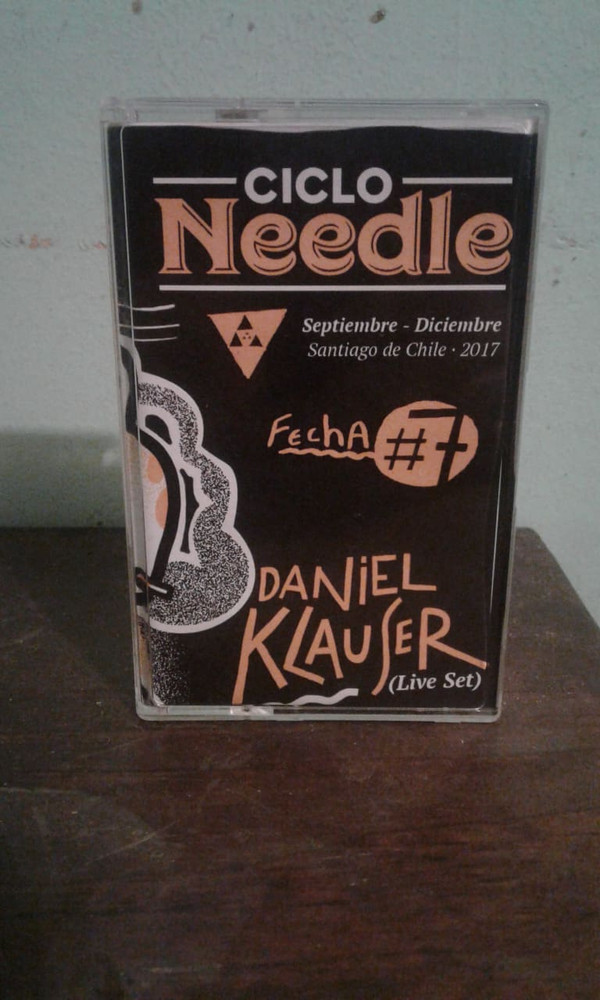 CICLO
Needle
Septiembre - Diciembre
Santiago de Chile · 2017
FechA #7
DANiEL
KLAUSER
(Live Set)